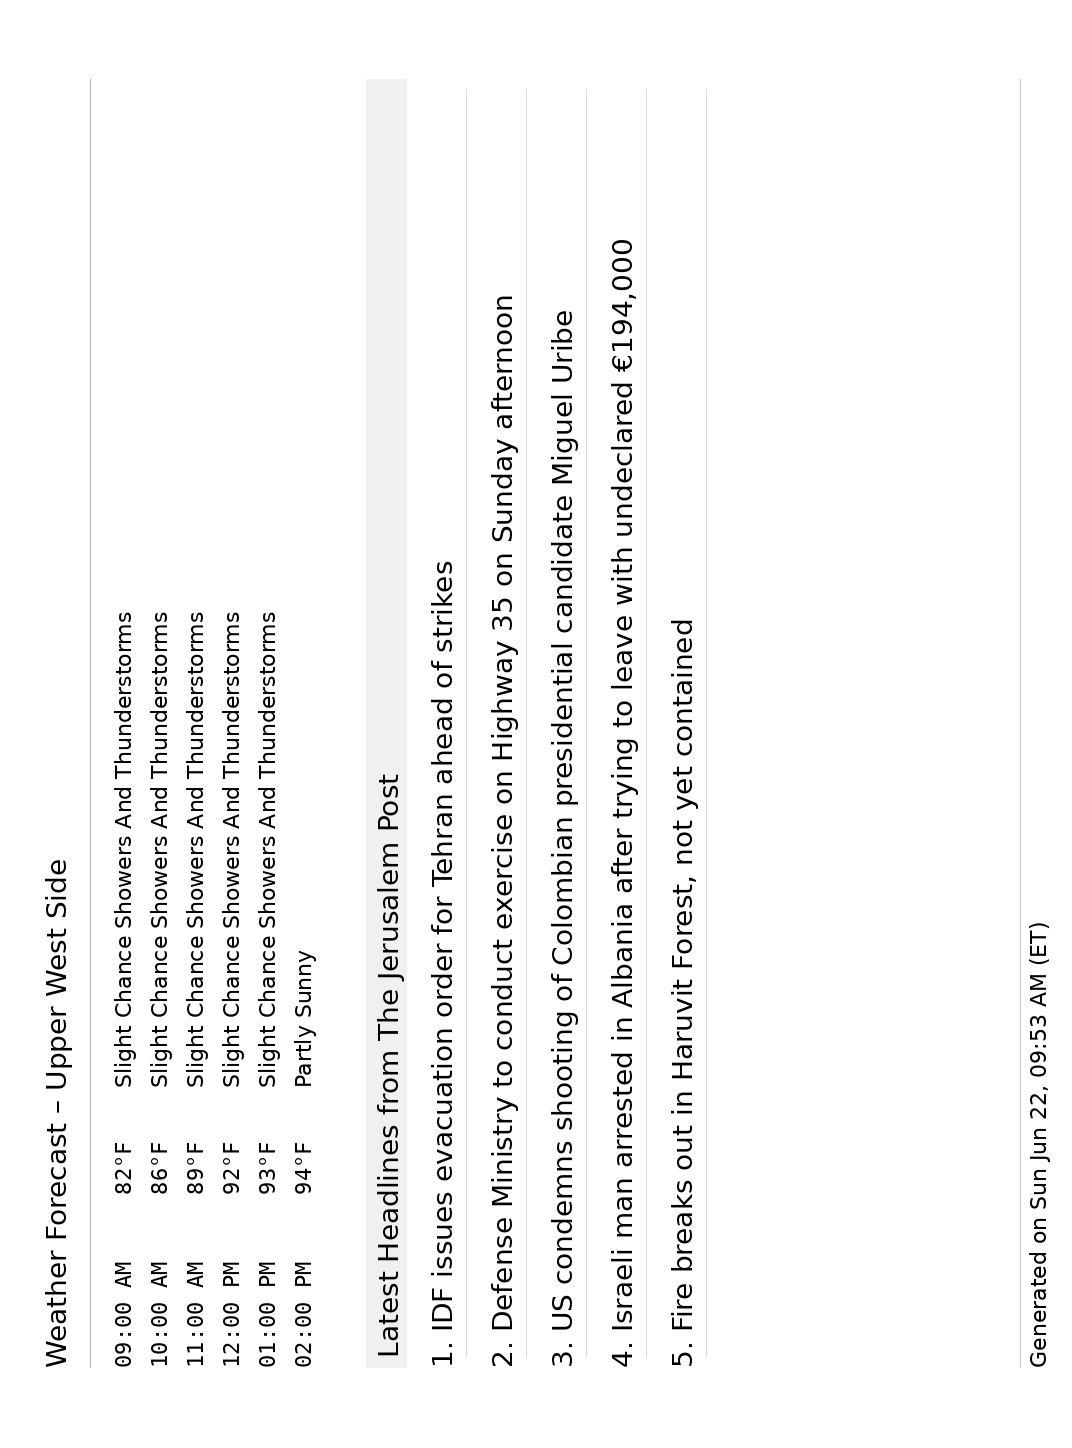 Weather Forecast – Upper West Side
09:00 AM 82°F Slight Chance Showers And Thunderstorms
10:00 AM 86°F Slight Chance Showers And Thunderstorms
11:00 AM 89°F Slight Chance Showers And Thunderstorms
12:00 PM 92°F Slight Chance Showers And Thunderstorms
01:00 PM 93°F Slight Chance Showers And Thunderstorms
02:00 PM 94°F Partly Sunny
Latest Headlines from The Jerusalem Post
1. IDF issues evacuation order for Tehran ahead of strikes
2. Defense Ministry to conduct exercise on Highway 35 on Sunday afternoon
3. US condemns shooting of Colombian presidential candidate Miguel Uribe
4. Israeli man arrested in Albania after trying to leave with undeclared €194,000
5. Fire breaks out in Haruvit Forest, not yet contained
Generated on Sun Jun 22, 09:53 AM (ET)